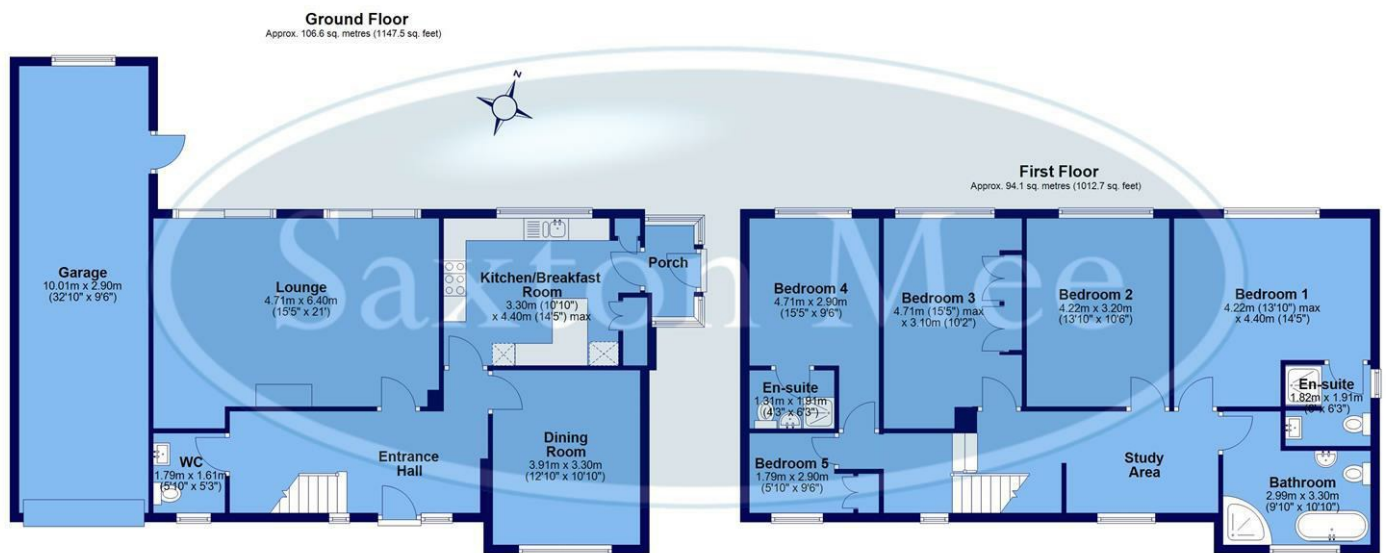 Ground Floor
Approx. 106.6 sq. metres (1147.5 sq. feet)
N
Garage
10.01m x 2.90m
(32'10" x 9'6")
Lounge
4.71m x 6.40m
(15'5" x 21')
Kitchen/Breakfast
Room
3.30m (10'10")
x 4.40m (14'5") max
Porch
WC
1.79m x 1.61m
(5'10" x 5'3")
Entrance
Hall
Dining
Room
3.91m x 3.30m
(12'10" x 10'10")
First Floor
Approx. 94.1 sq. metres (1012.7 sq. feet)
Bedroom 4
4.71m x 2.90m
(15'5" x 9'6")
Bedroom 3
4.71m (15'5") max
x 3.10m (10'2")
Bedroom 2
4.22m x 3.20m
(13'10" x 10'6")
Bedroom 1
4.22m (13'10") max
x 4.40m (14'5")
En-suite
1.31m x 1.91m
(4'3" x 6'3")
En-suite
1.82m x 1.91m
(6' x 6'3")
Bedroom 5
1.79m x 2.90m
(5'10" x 9'6")
Study
Area
Bathroom
2.99m x 3.30m
(9'10" x 10'10")
Saxton Mee